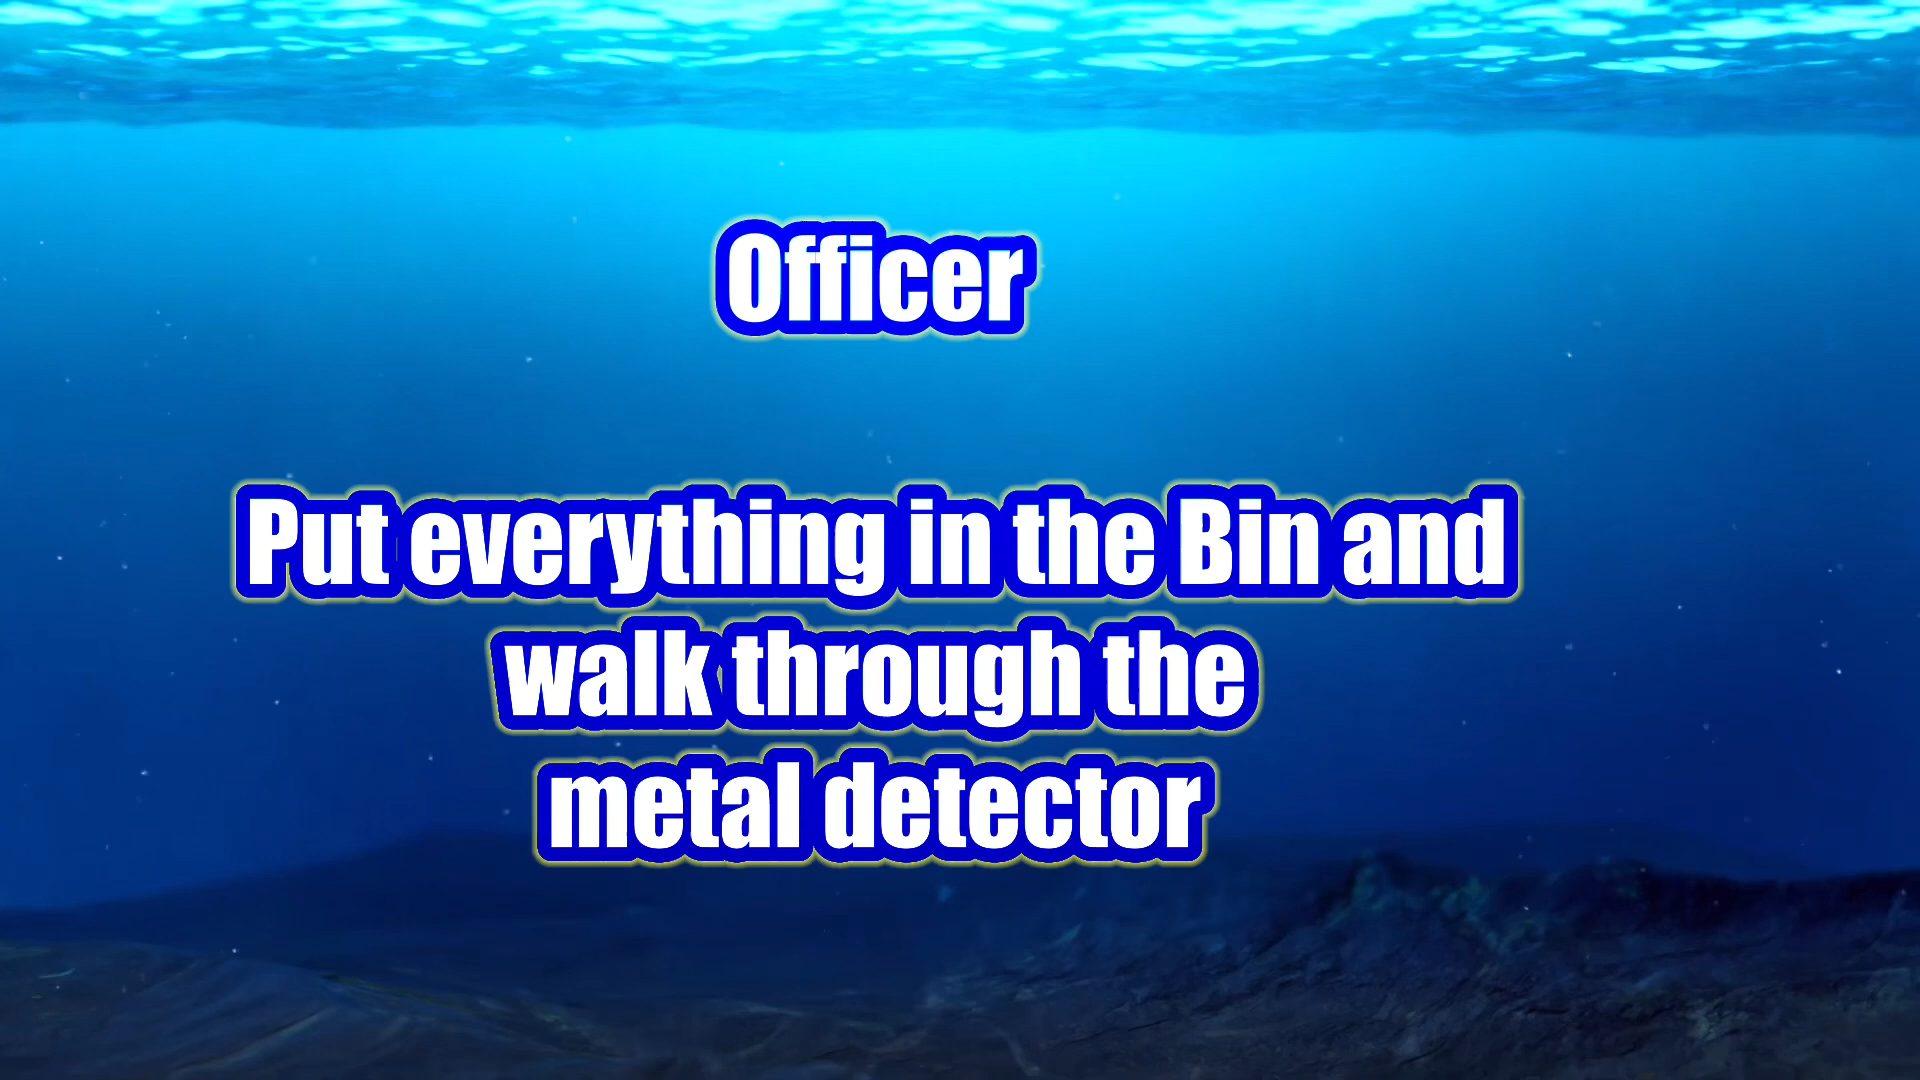 Officer
Put everything in the Bin and
walk through the
metal detector